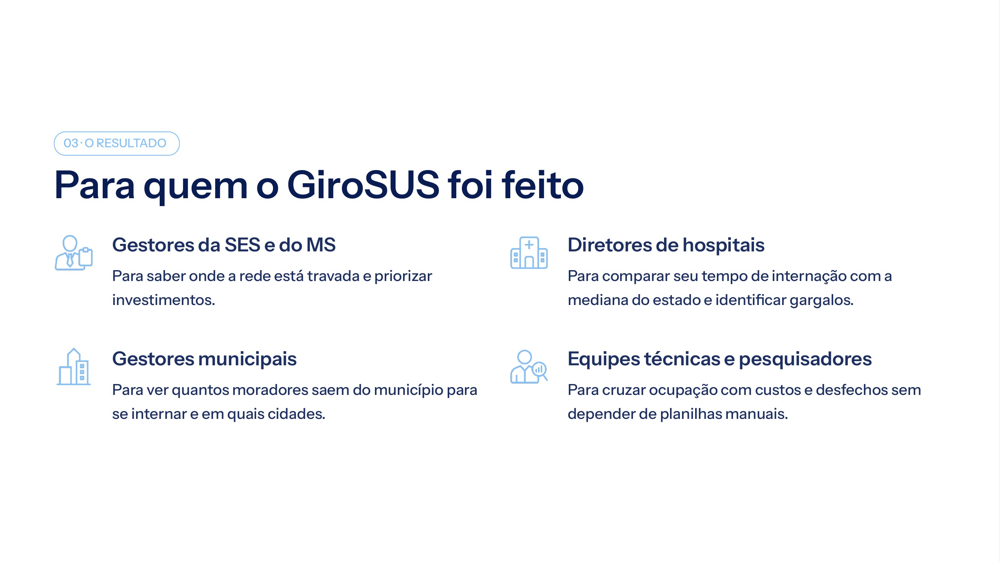 03 · O RESULTADO
Para quem o GiroSUS foi feito
Gestores da SES e do MS
Para saber onde a rede está travada e priorizar
investimentos.
Diretores de hospitais
Para comparar seu tempo de internação com a
mediana do estado e identificar gargalos.
Gestores municipais
Para ver quantos moradores saem do município para
se internar e em quais cidades.
Equipes técnicas e pesquisadores
Para cruzar ocupação com custos e desfechos sem
depender de planilhas manuais.